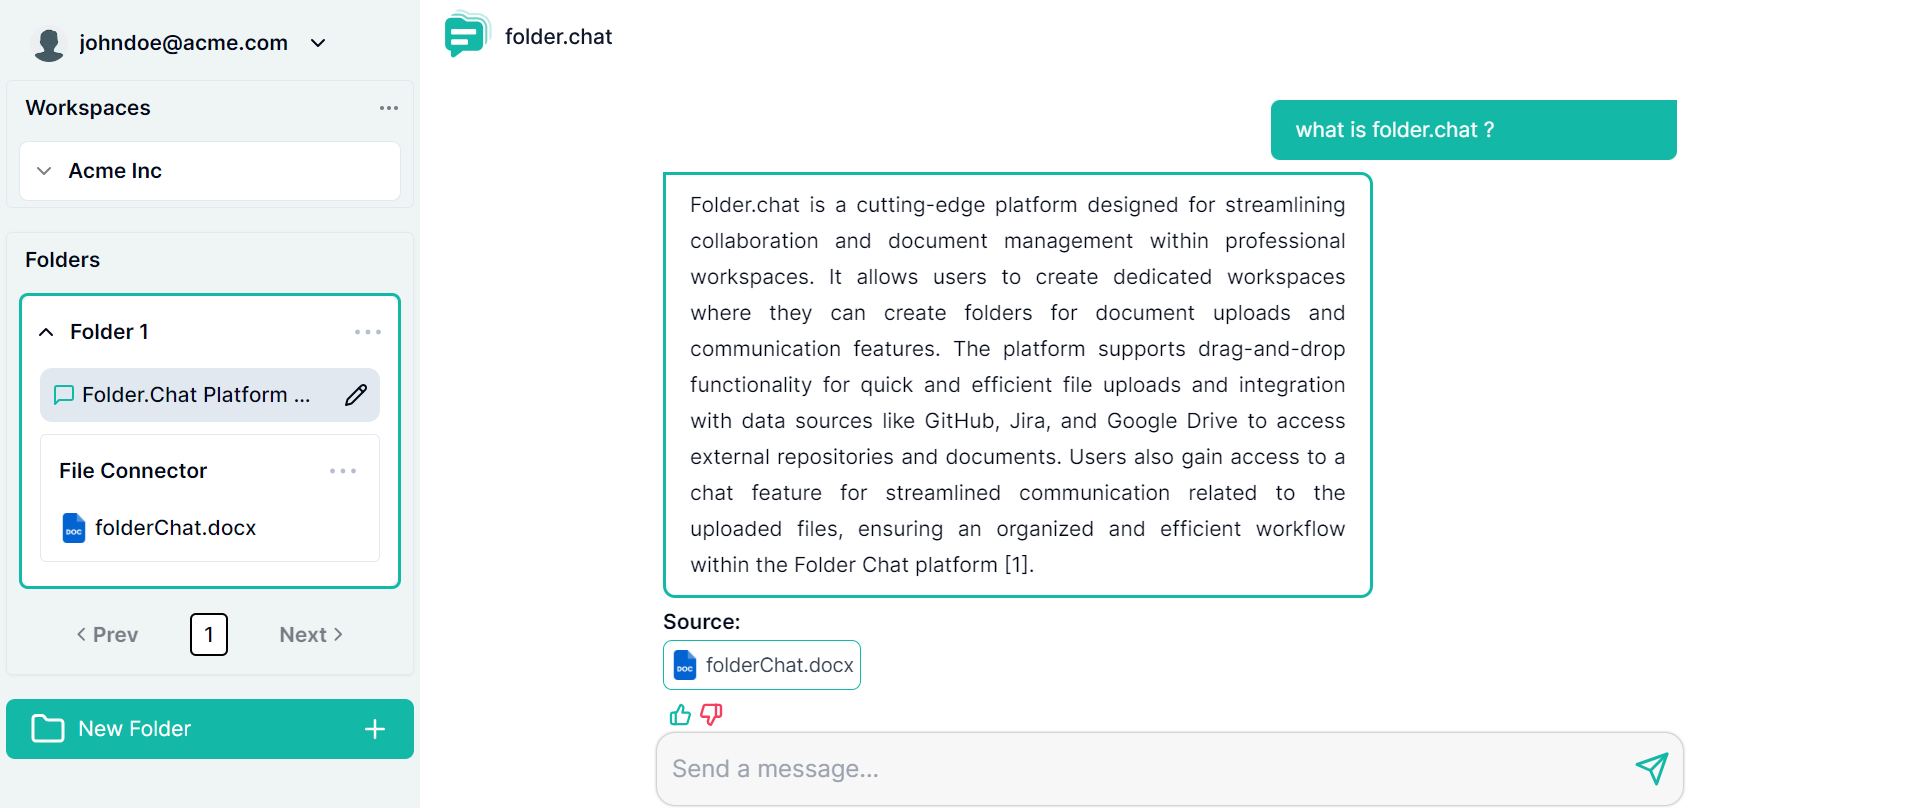 johndoe@acme.com
Workspaces
Acme Inc
Folders
Folder 1
Folder.Chat Platform ...
File Connector
DOC folderChat.docx
Prev 1 Next
New Folder
folder.chat
what is folder.chat ?
Folder.chat is a cutting-edge platform designed for streamlining
collaboration and document management within professional
workspaces. It allows users to create dedicated workspaces
where they can create folders for document uploads and
communication features. The platform supports drag-and-drop
functionality for quick and efficient file uploads and integration
with data sources like GitHub, Jira, and Google Drive to access
external repositories and documents. Users also gain access to a
chat feature for streamlined communication related to the
uploaded files, ensuring an organized and efficient workflow
within the Folder Chat platform [1].
Source:
DOC folderChat.docx
Send a message...